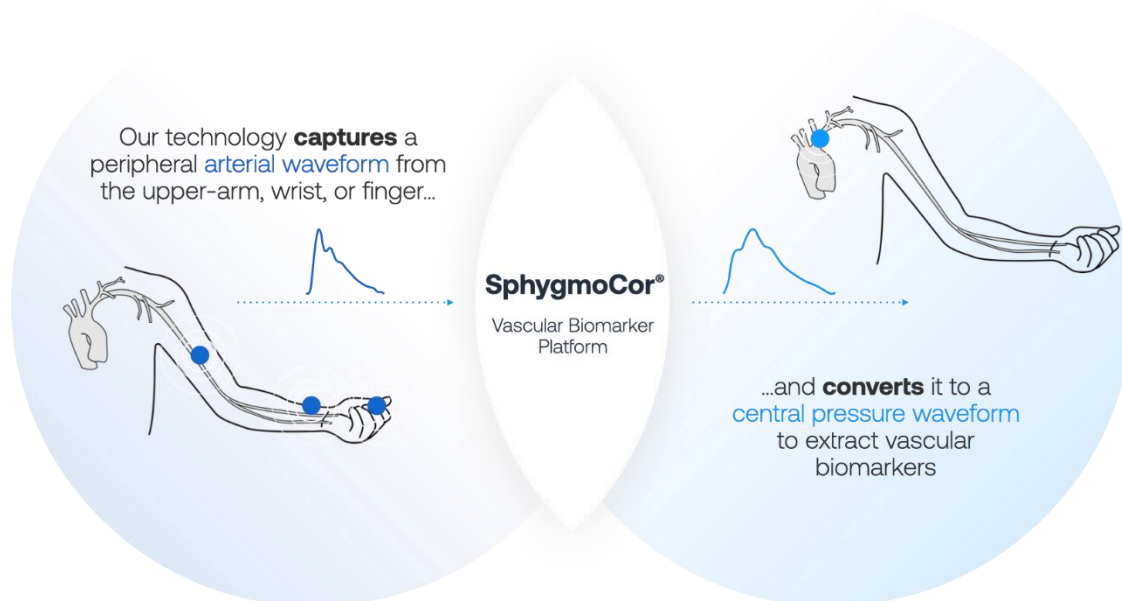 Our technology captures a
peripheral arterial waveform from
the upper-arm, wrist, or finger...
SphygmoCor®
Vascular Biomarker
Platform
...and converts it to a
central pressure waveform
to extract vascular
biomarkers